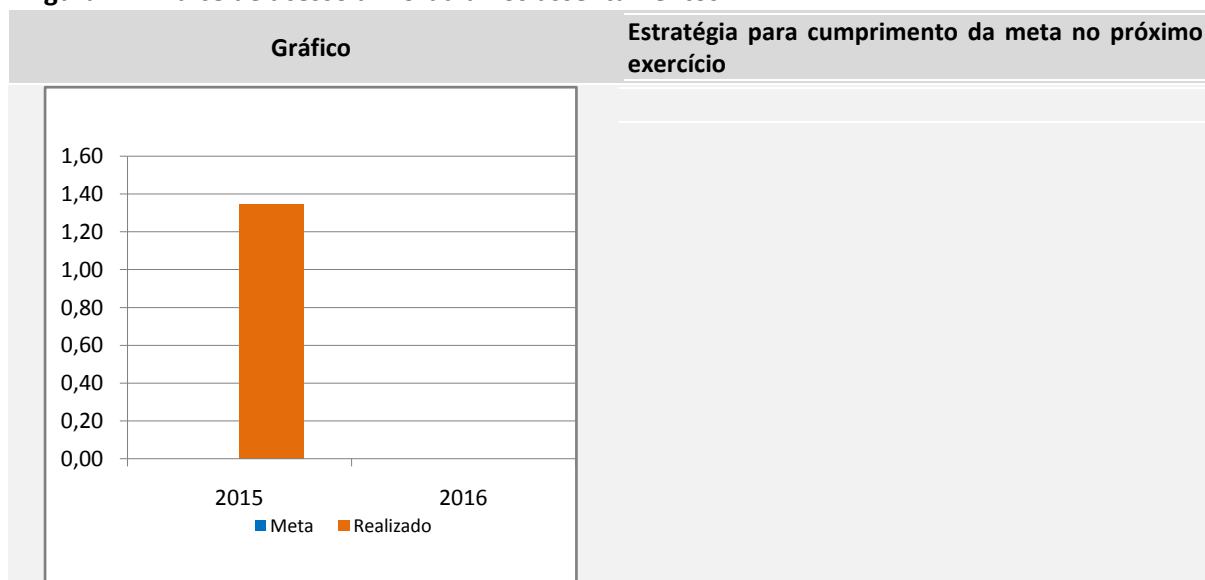 Gráfico
Estratégia para cumprimento da meta no próximo
exercício
1,60
1,40
1,20
1,00
0,80
0,60
0,40
0,20
0,00
2015 2016
Meta Realizado